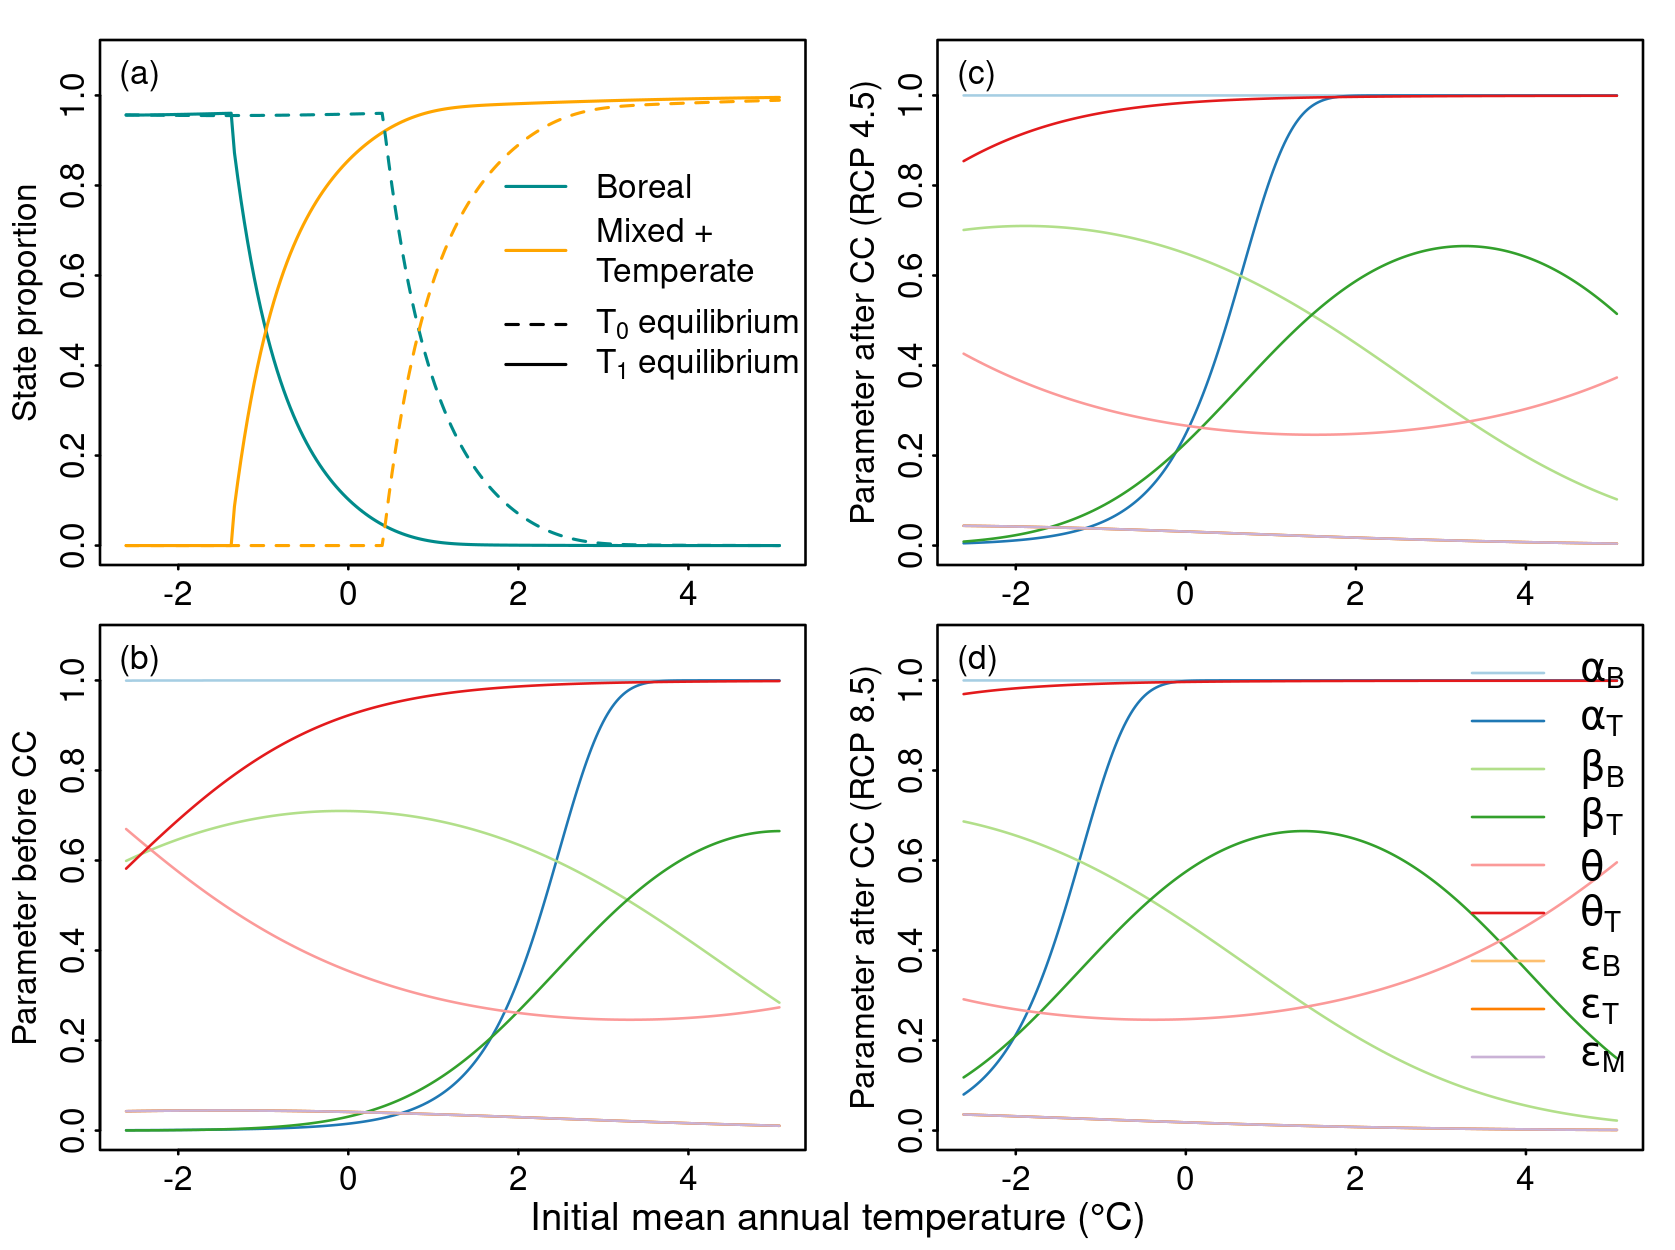 (a)
State proportion
0.0 0.2 0.4 0.6 0.8 1.0
-2 0 2 4
Boreal
Mixed +
Temperate
T0 equilibrium
T1 equilibrium
(c)
Parameter after CC (RCP 4.5)
0.0 0.2 0.4 0.6 0.8 1.0
-2 0 2 4
(b)
Parameter before CC
0.0 0.2 0.4 0.6 0.8 1.0
-2 0 2 4
(d)
Parameter after CC (RCP 8.5)
0.0 0.2 0.4 0.6 0.8 1.0
-2 0 2 4
αB
αT
βB
βT
θ
θT
εB
εT
εM
Initial mean annual temperature (°C)